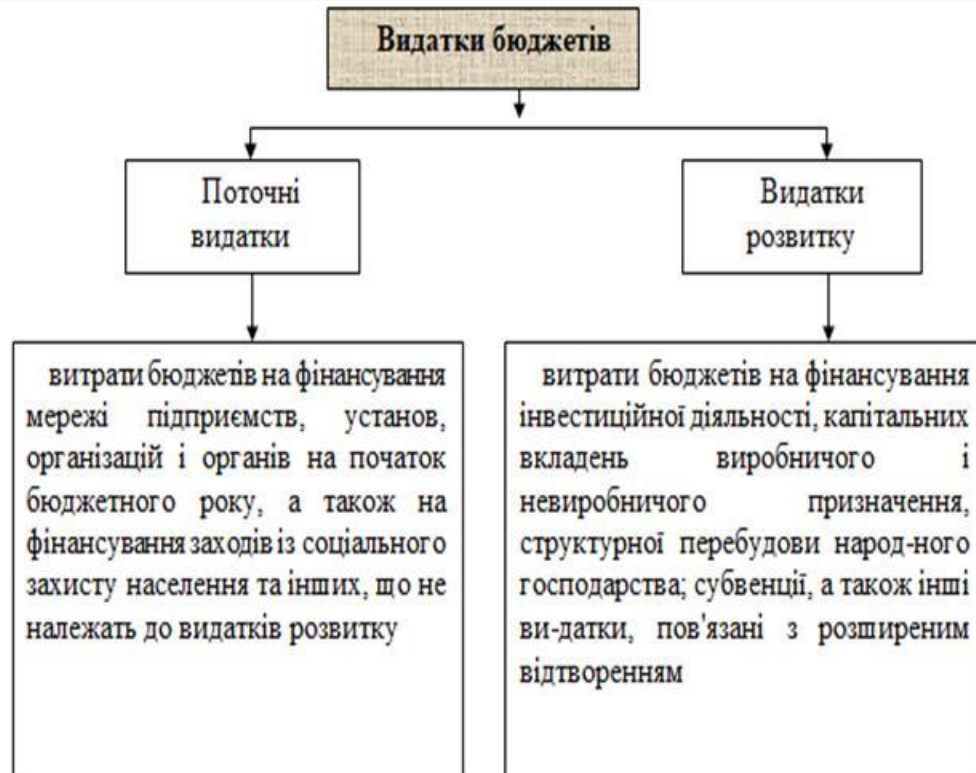 Видатки бюджетів
Поточні
видатки
Видатки
розвитку
витрати бюджетів на фінансування
мережі підприємств, установ,
організацій і органів на початок
бюджетного року, а також на
фінансування заходів із соціального
захисту населення та інших, що не
належать до видатків розвитку
витрати бюджетів на фінансування
інвестиційної діяльності, капітальних
вкладень виробничого і
невиробничого призначення,
структурної перебудови народ-ного
господарства; субвенції, а також інші
ви-датки, пов'язані з розширеним
відтворенням